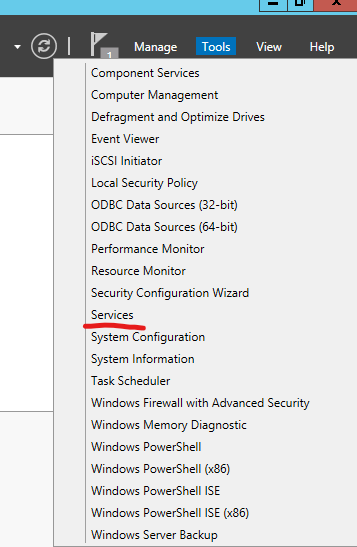 1
Manage Tools View Help
Component Services
Computer Management
Defragment and Optimize Drives
Event Viewer
iSCSI Initiator
Local Security Policy
ODBC Data Sources (32-bit)
ODBC Data Sources (64-bit)
Performance Monitor
Resource Monitor
Security Configuration Wizard
Services
System Configuration
System Information
Task Scheduler
Windows Firewall with Advanced Security
Windows Memory Diagnostic
Windows PowerShell
Windows PowerShell (x86)
Windows PowerShell ISE
Windows PowerShell ISE (x86)
Windows Server Backup